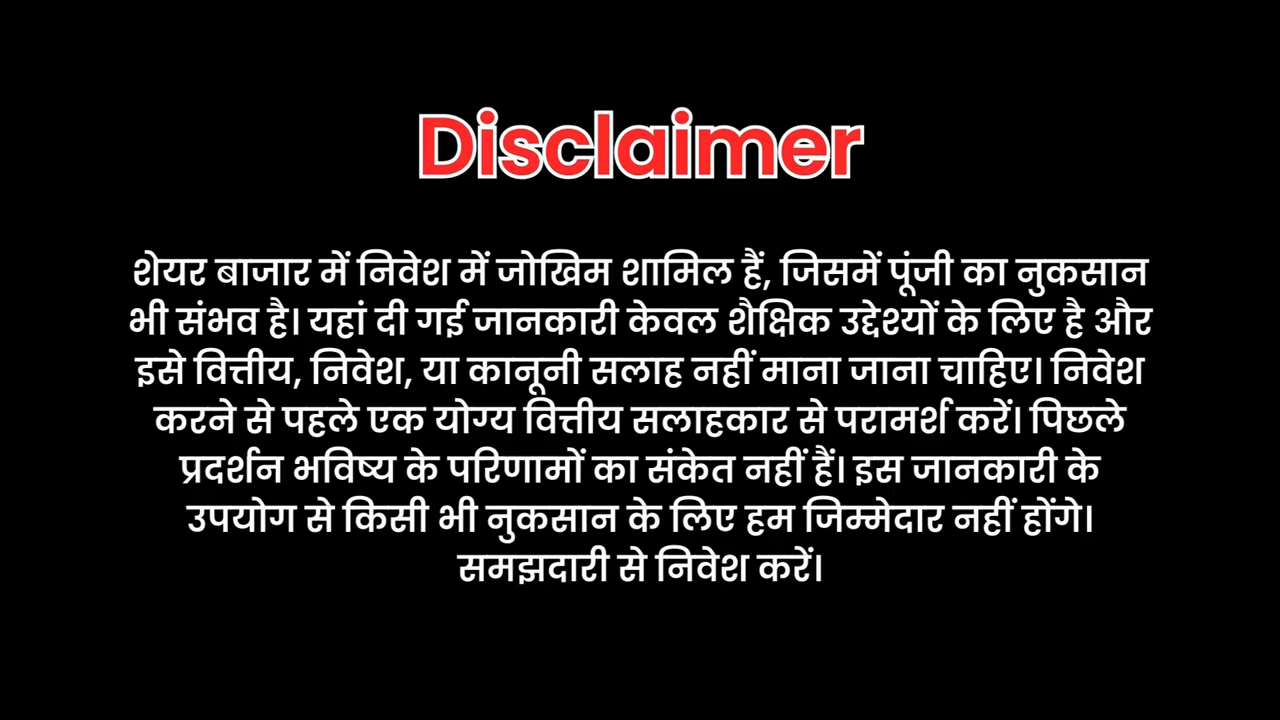 Disclaimer
शेयर बाजार में निवेश में जोखिम शामिल हैं, जिसमें पूंजी का नुकसान
भी संभव है। यहां दी गई जानकारी केवल शैक्षिक उद्देश्यों के लिए है और
इसे वित्तीय, निवेश, या कानूनी सलाह नहीं माना जाना चाहिए। निवेश
करने से पहले एक योग्य वित्तीय सलाहकार से परामर्श करें। पिछले
प्रदर्शन भविष्य के परिणामों का संकेत नहीं हैं। इस जानकारी के
उपयोग से किसी भी नुकसान के लिए हम जिम्मेदार नहीं होंगे।
समझदारी से निवेश करें।